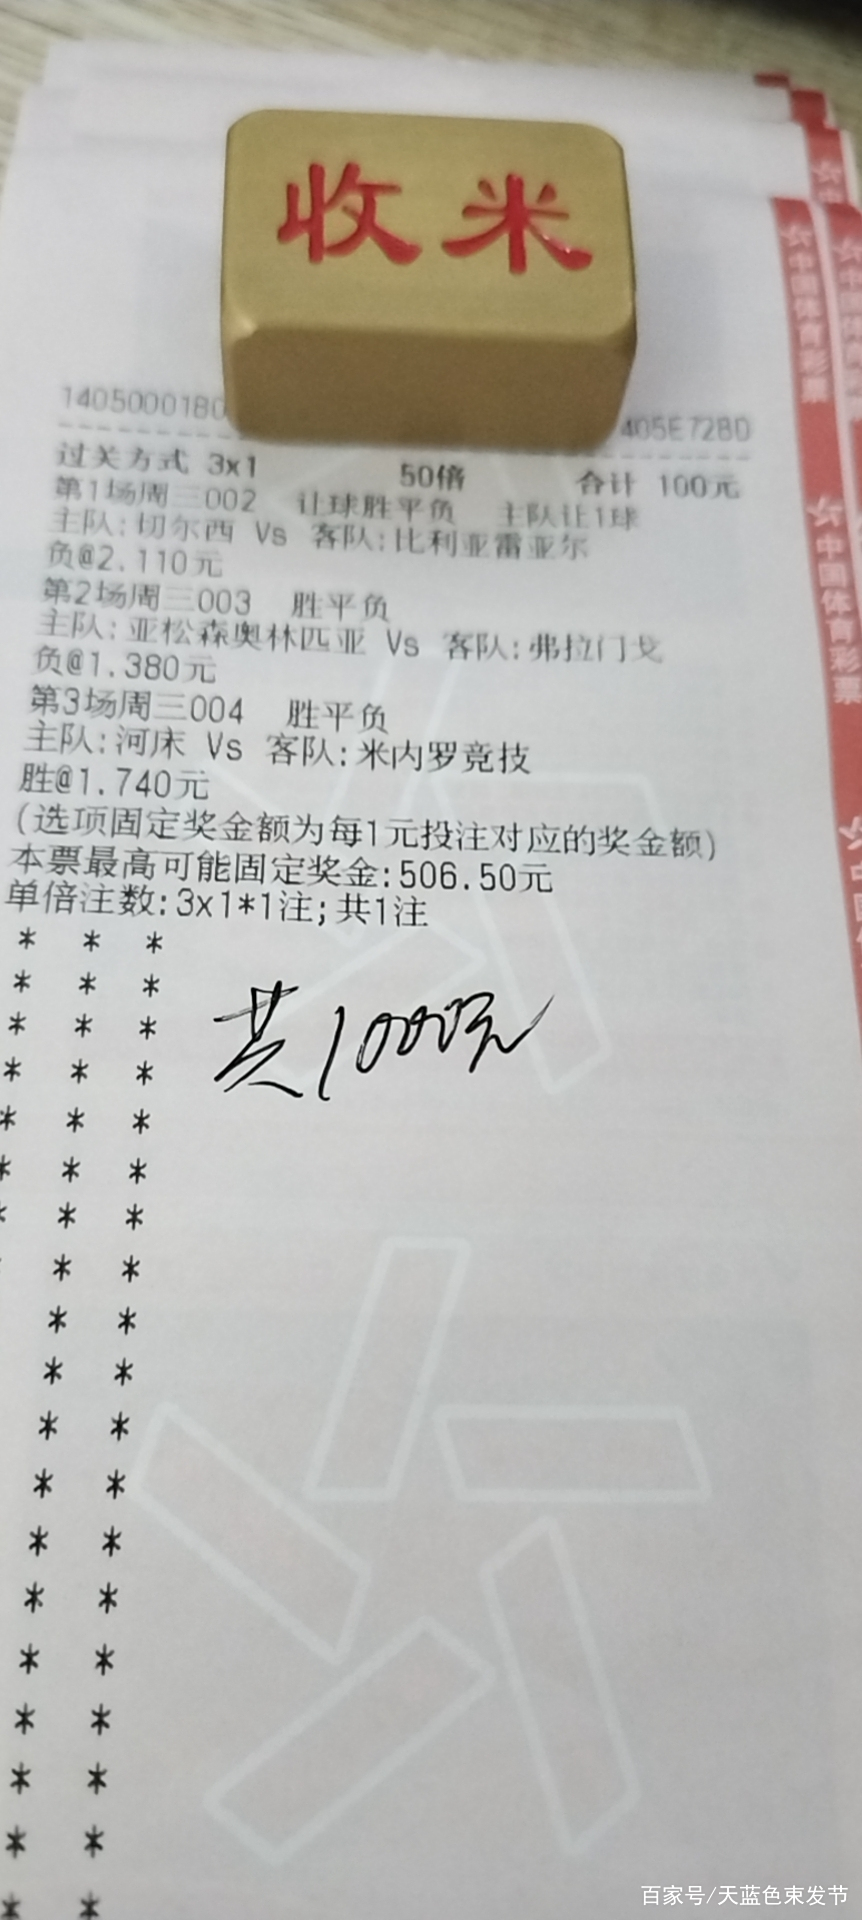 收米
14050001B0
405E72BD
过关方式 3x1 50倍 合计 100元
第1场周三002 让球胜平负 主队让1球
主队:切尔西 Vs 客队:比利亚雷亚尔
负@2.110元
第2场周三003 胜平负
主队:亚松森奥林匹亚 Vs 客队:弗拉门戈
负@1.380元
第3场周三004 胜平负
主队:河床 Vs 客队:米内罗竞技
胜@1.740元
(选项固定奖金额为每1元投注对应的奖金额)
本票最高可能固定奖金:506.50元
单倍注数:3x1*1注;共1注
* * *
* * *
* * *
* * *
* * *
* * *
* * *
* *
* *
* *
* *
* *
* *
* *
* *
* *
* *
* *
* *
共1000元
中国体育彩票
中国体育彩票
百家号/天蓝色束发节